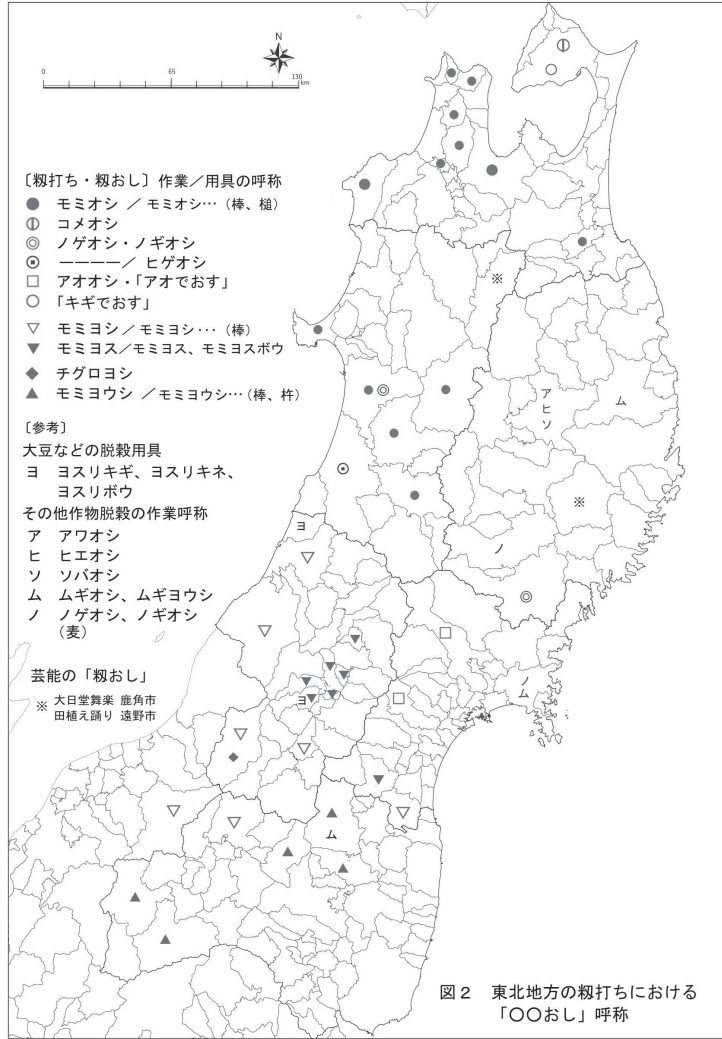 N
0 65 130
km
〔籾打ち・籾おし〕作業／用具の呼称
● モミオシ ／モミオシ…（棒、槌）
コメオシ
◎ ノゲオシ・ノギオシ
ーーーー／ ヒゲオシ
□ アオオシ・「アオでおす」
○ 「キギでおす」
▽ モミヨシ／モミヨシ･･･（棒）
▼ モミヨス／モミヨス、モミヨスボウ
◆ チグロヨシ
▲ モミヨウシ ／モミヨウシ…（棒、杵）
〔参考〕
大豆などの脱穀用具
ヨ ヨスリキギ、ヨスリキネ、
ヨスリボウ
その他作物脱穀の作業呼称
ア アワオシ
ヒ ヒエオシ
ソ ソバオシ
ム ムギオシ、ムギヨウシ
ノ ノゲオシ、ノギオシ
（麦）
芸能の「籾おし」
※ 大日堂舞楽 鹿角市
田植え踊り 遠野市
※
アヒソ
ム
※
ヨ
ノ
ノム
ヨ
ム
図２ 東北地方の籾打ちにおける
「〇〇おし」呼称